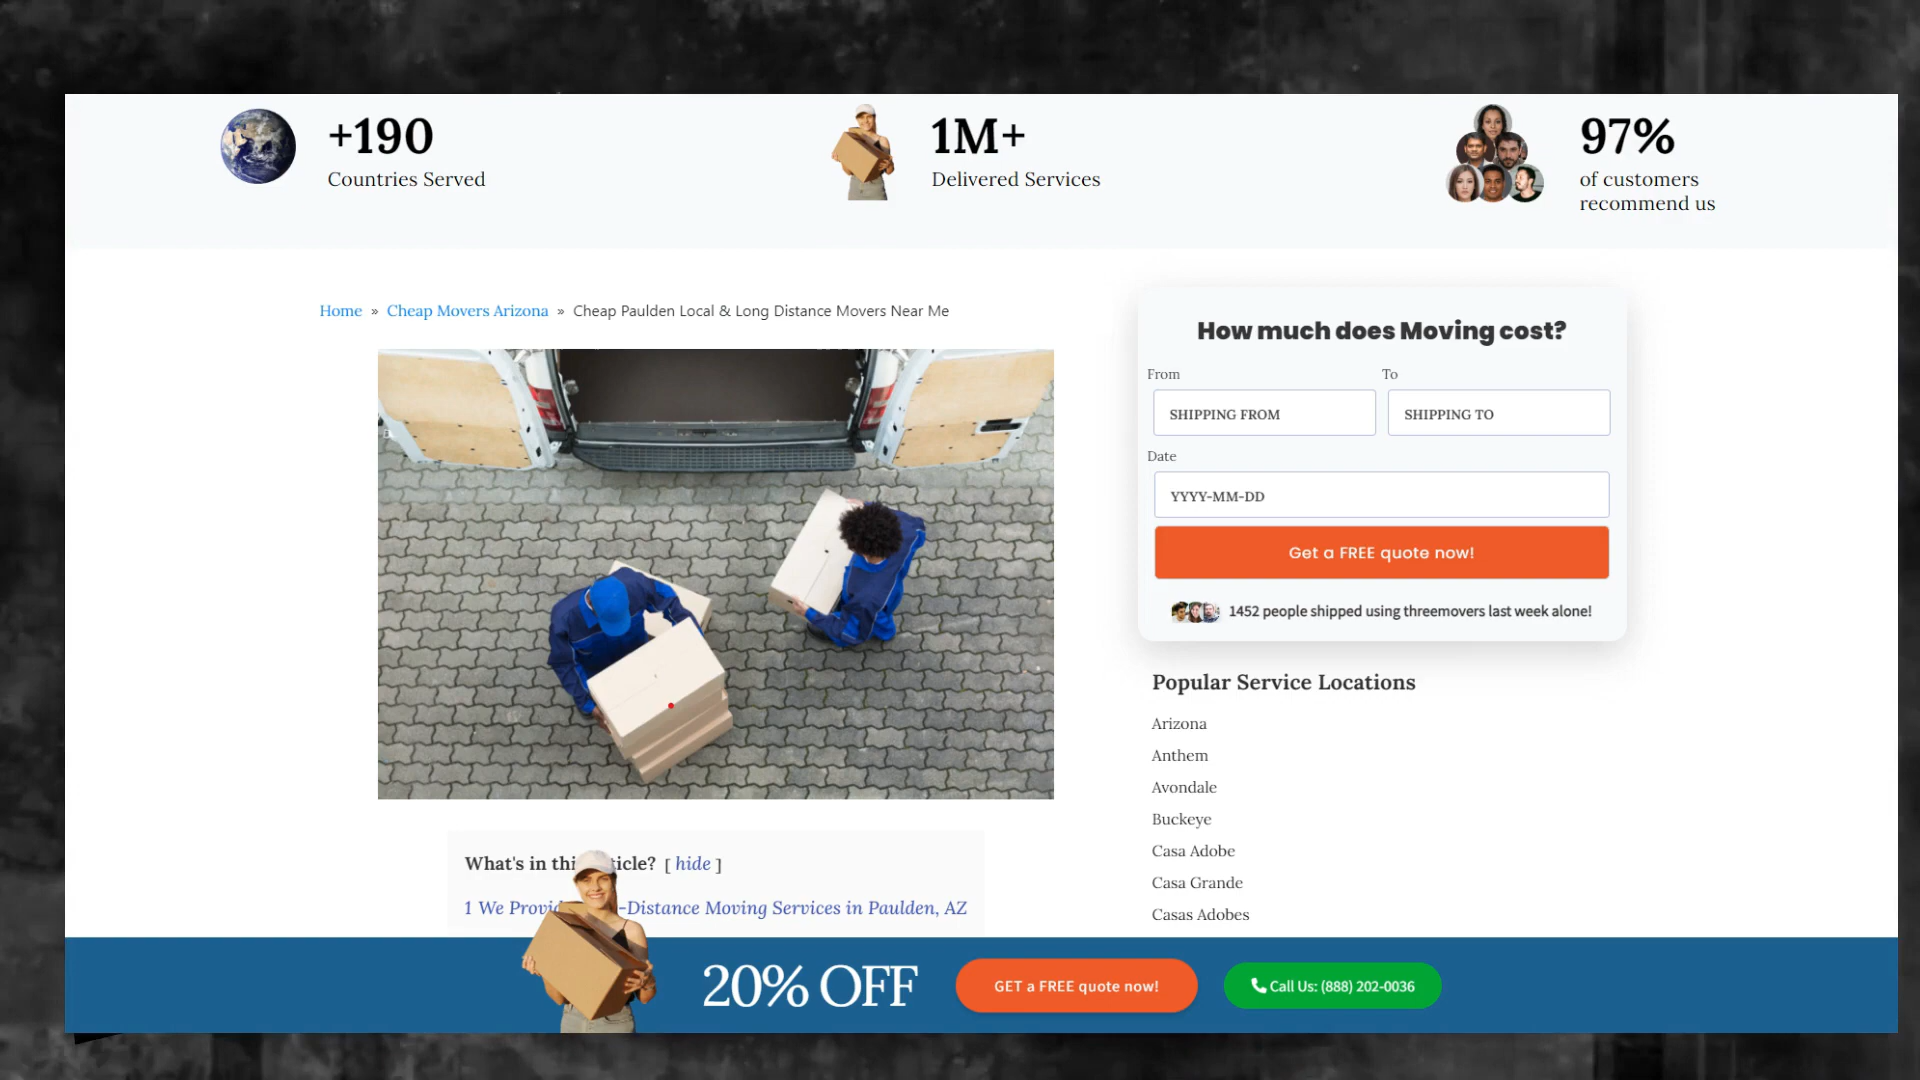 +190
Countries Served
1M+
Delivered Services
97%
of customers
recommend us
Home » Cheap Movers Arizona » Cheap Paulden Local & Long Distance Movers Near Me
How much does Moving cost?
From
To
SHIPPING FROM
SHIPPING TO
Date
YYYY-MM-DD
Get a FREE quote now!
1452 people shipped using threemovers last week alone!
Popular Service Locations
Arizona
Anthem
Avondale
Buckeye
Casa Adobe
Casa Grande
Casas Adobes
What's in [ hide ]
1 We -Distance Moving Services in Paulden, AZ
20% OFF
GET a FREE quote now!
Call Us: (888) 202-0036